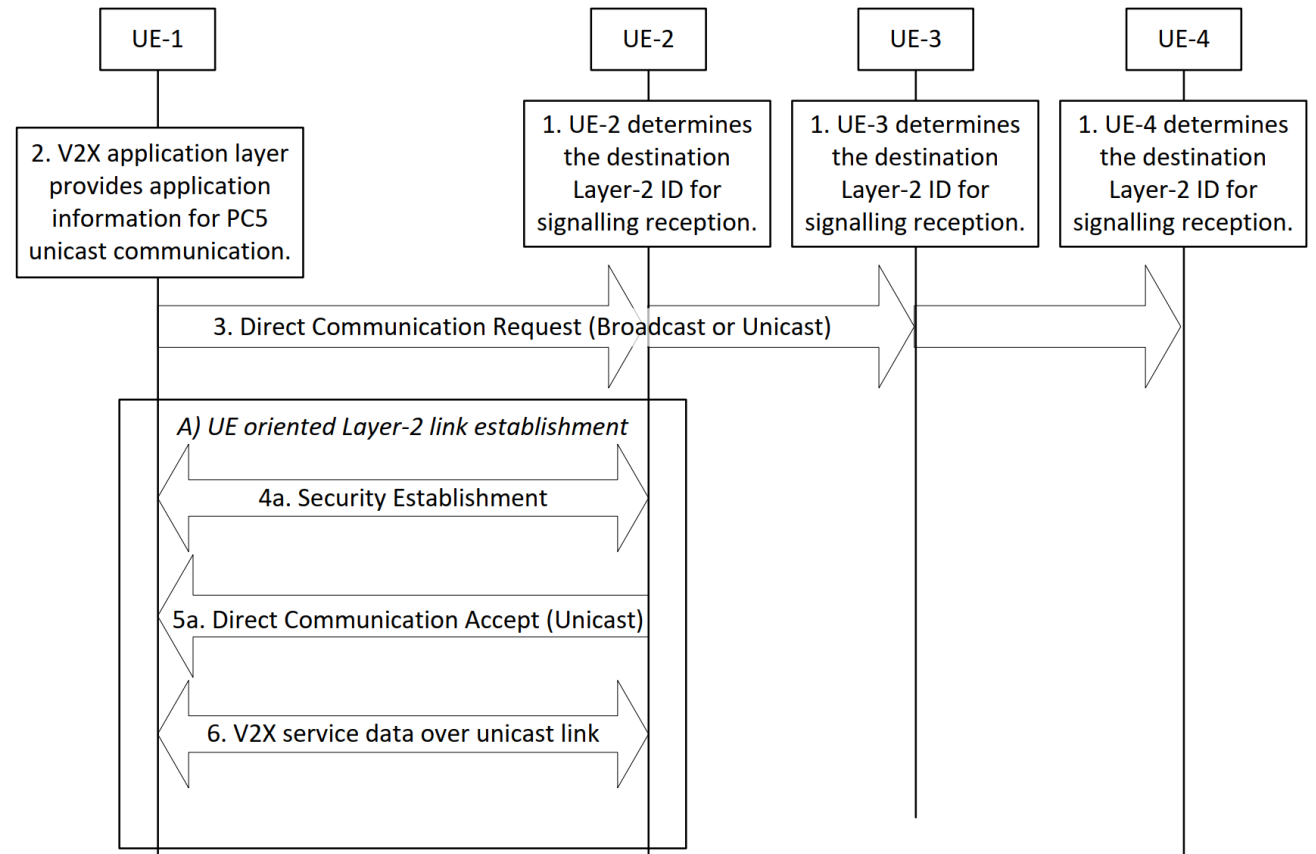 UE-1
UE-2
UE-3
UE-4
2. V2X application layer
provides application
information for PC5
unicast communication.
1. UE-2 determines
the destination
Layer-2 ID for
signalling reception.
1. UE-3 determines
the destination
Layer-2 ID for
signalling reception.
1. UE-4 determines
the destination
Layer-2 ID for
signalling reception.
3. Direct Communication Request (Broadcast or Unicast)
A) UE oriented Layer-2 link establishment
4a. Security Establishment
5a. Direct Communication Accept (Unicast)
6. V2X service data over unicast link